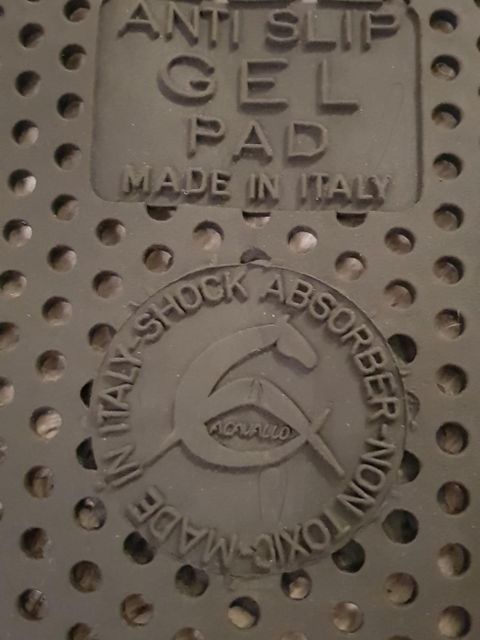 ANTI SLIP
GEL
PAD
MADE IN ITALY
MADE IN ITALY-SHOCK ABSORBER-NON TOXIC-
ACAVALLO